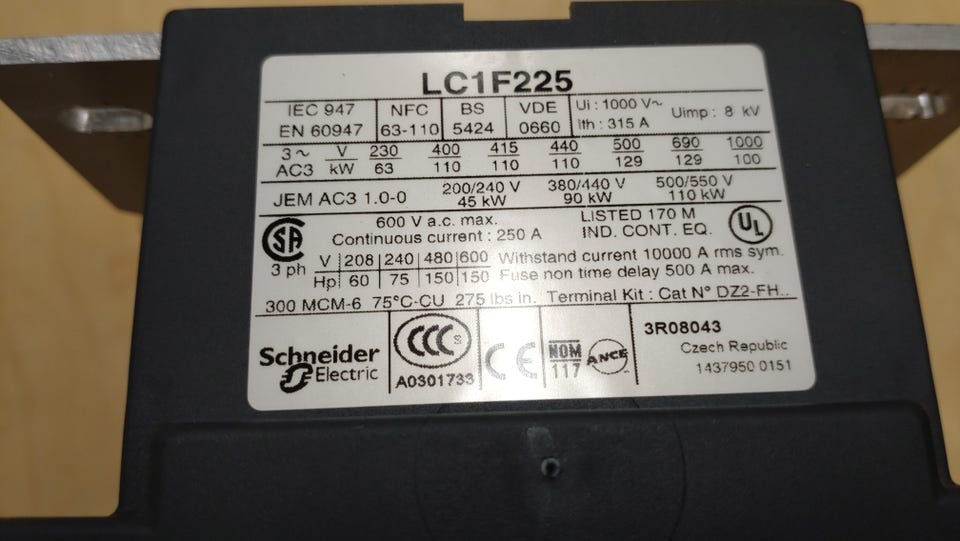 LC1F225
IEC 947 NFC BS VDE Ui : 1000 V~ Uimp : 8 kV
EN 60947 63-110 5424 0660 Ith : 315 A
3~ V 230 400 415 440 500 690 1000
AC3 kW 63 110 110 110 129 129 100
JEM AC3 1.0-0 200/240 V 380/440 V 500/550 V
45 kW 90 kW 110 kW
SA 600 V a.c. max. LISTED 170 M UL
Continuous current : 250 A IND. CONT. EQ.
3 ph V 208 240 480 600 Withstand current 10000 A rms sym.
Hp 60 75 150 150 Fuse non time delay 500 A max.
300 MCM-6 75°C-CU 275 lbs in. Terminal Kit : Cat N° DZ2-FH..
Schneider Electric
CCC S
A0301733
CE
NOM
117
ANCE
3R08043
Czech Republic
1437950 0151